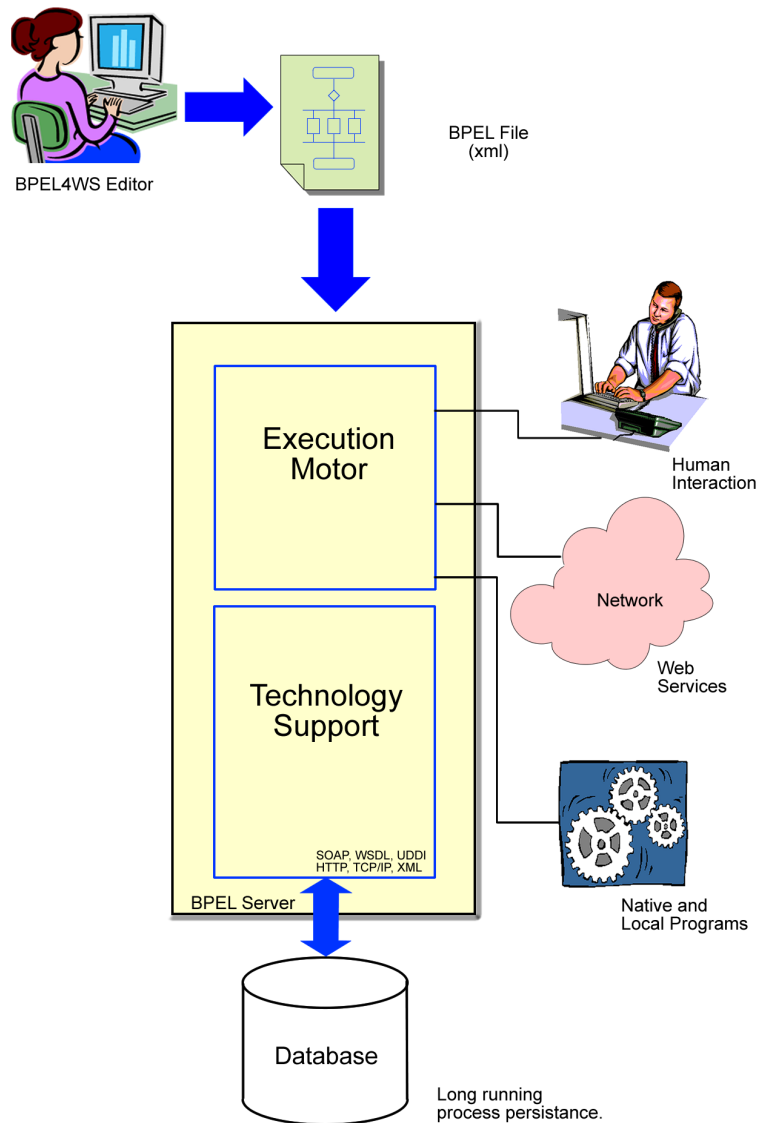 BPEL4WS Editor
BPEL File
(xml)
Execution
Motor
Human
Interaction
Network
Web
Services
Technology
Support
SOAP, WSDL, UDDI
HTTP, TCP/IP, XML
BPEL Server
Native and
Local Programs
Database
Long running
process persistance.